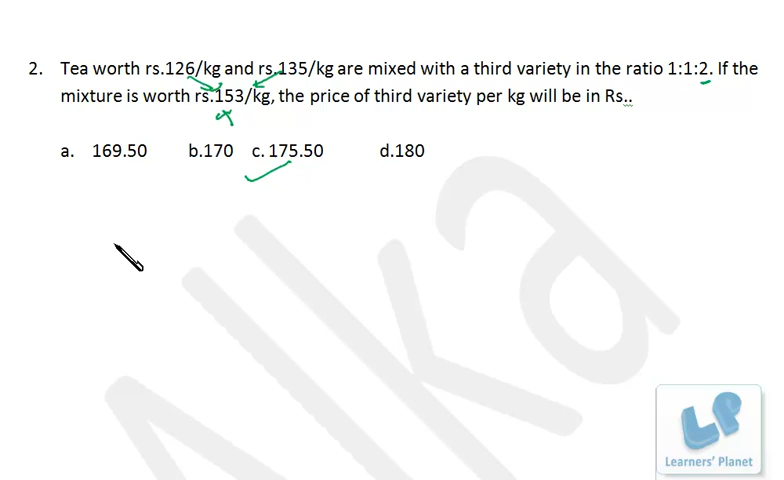 2. Tea worth rs.126/kg and rs.135/kg are mixed with a third variety in the ratio 1:1:2. If the
mixture is worth rs.153/kg, the price of third variety per kg will be in Rs..
a. 169.50 b.170 c. 175.50 d.180
Alka
LP
Learners' Planet